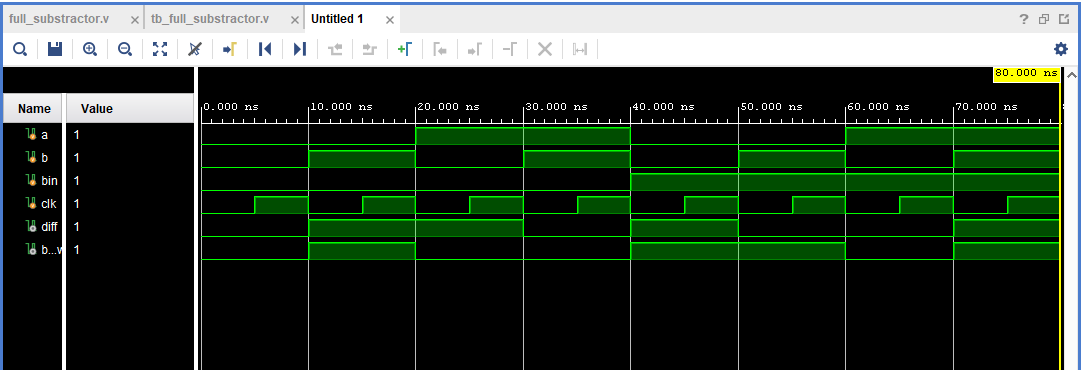 full_substractor.v × tb_full_substractor.v × Untitled 1 × ?
80.000 ns
Name Value 0.000 ns 10.000 ns 20.000 ns 30.000 ns 40.000 ns 50.000 ns 60.000 ns 70.000 ns
a 1
b 1
bin 1
clk 1
diff 1
b...w 1